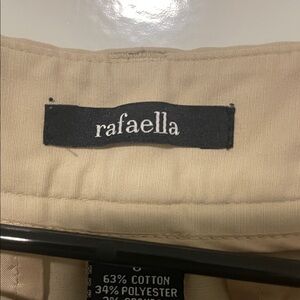 rafaella
63% COTTON
34% POLYESTER